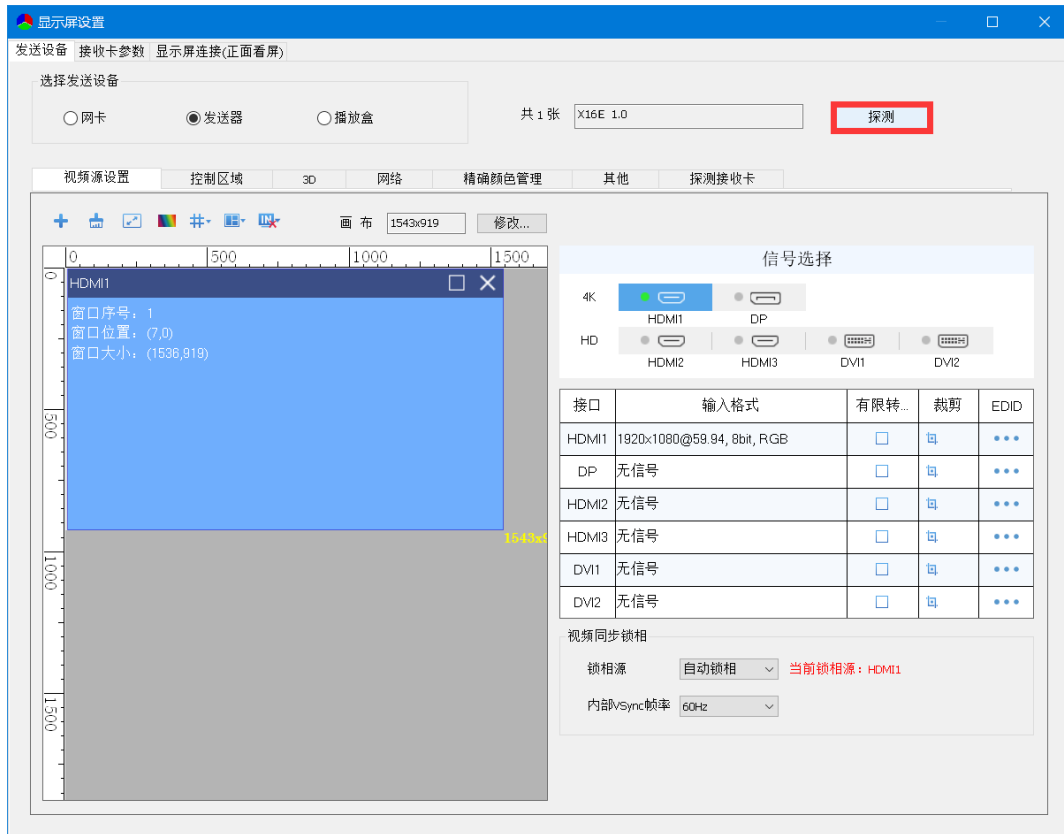 显示屏设置
发送设备 接收卡参数 显示屏连接(正面看屏)
选择发送设备
网卡 发送器 播放盒 共 1 张 X16E 1.0 探测
视频源设置 控制区域 3D 网络 精确颜色管理 其他 探测接收卡
画 布 1543x919 修改...
0 500 1000 1500
信号选择
0
HDMI1
窗口序号: 1
窗口位置: (7,0)
窗口大小: (1536,919)
4K
HDMI1 DP
HD
HDMI2 HDMI3 DVI1 DVI2
接口 输入格式 有限转... 裁剪 EDID
500
HDMI1 1920x1080@59.94, 8bit, RGB
DP 无信号
HDMI2 无信号
1543x9
HDMI3 无信号
1000
DVI1 无信号
DVI2 无信号
视频同步锁相
锁相源 自动锁相 当前锁相源: HDMI1
1500
内部VSync帧率 60Hz